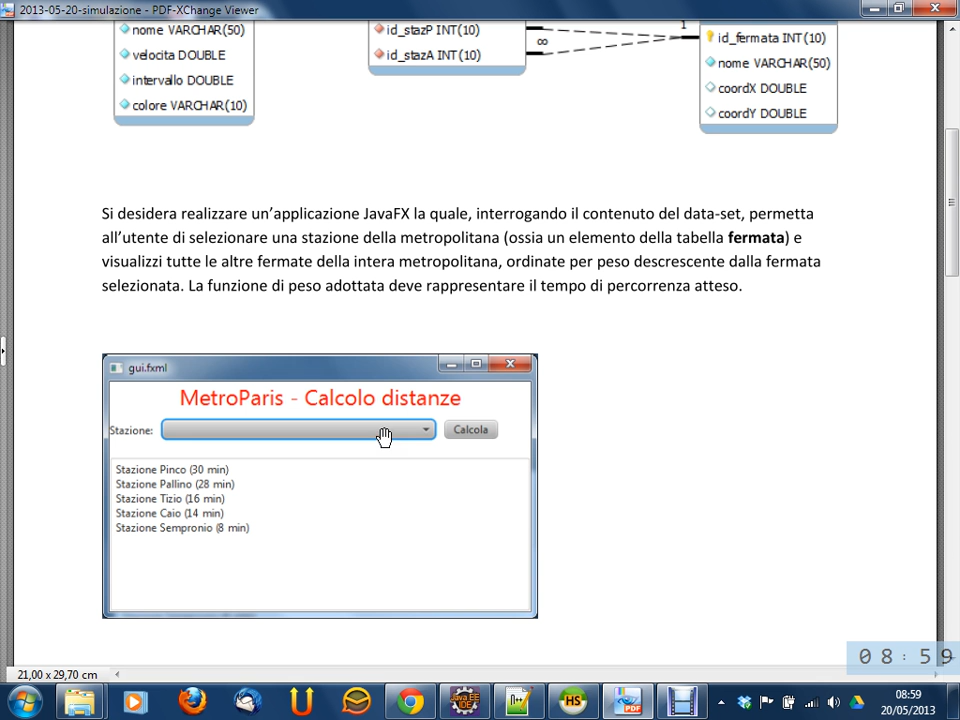 2013-05-20-simulazione - PDF-XChange Viewer
nome VARCHAR(50)
velocita DOUBLE
intervallo DOUBLE
colore VARCHAR(10)
id_stazP INT(10)
id_stazA INT(10)
∞
1
id_fermata INT(10)
nome VARCHAR(50)
coordX DOUBLE
coordY DOUBLE
Si desidera realizzare un’applicazione JavaFX la quale, interrogando il contenuto del data-set, permetta
all’utente di selezionare una stazione della metropolitana (ossia un elemento della tabella fermata) e
visualizzi tutte le altre fermate della intera metropolitana, ordinate per peso descrescente dalla fermata
selezionata. La funzione di peso adottata deve rappresentare il tempo di percorrenza atteso.
gui.fxml
MetroParis - Calcolo distanze
Stazione:
Calcola
Stazione Pinco (30 min)
Stazione Pallino (28 min)
Stazione Tizio (16 min)
Stazione Caio (14 min)
Stazione Sempronio (8 min)
08:59
21,00 x 29,70 cm
Java EE
IDE
n++
HS
PDF
08:59
20/05/2013